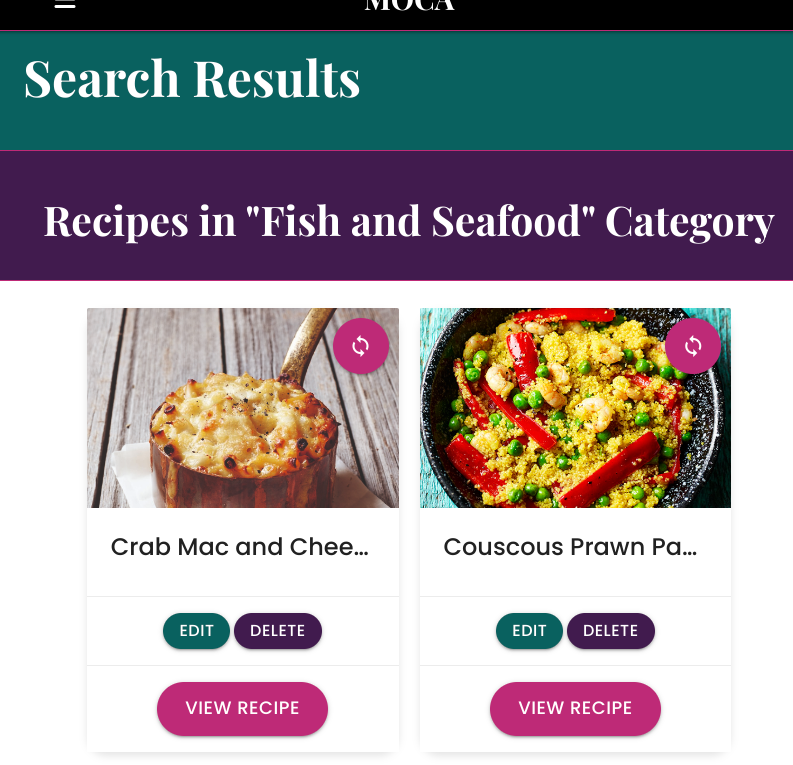 MOCA
Search Results
Recipes in "Fish and Seafood" Category
Crab Mac and Chee...
Couscous Prawn Pa...
EDIT DELETE
EDIT DELETE
VIEW RECIPE
VIEW RECIPE